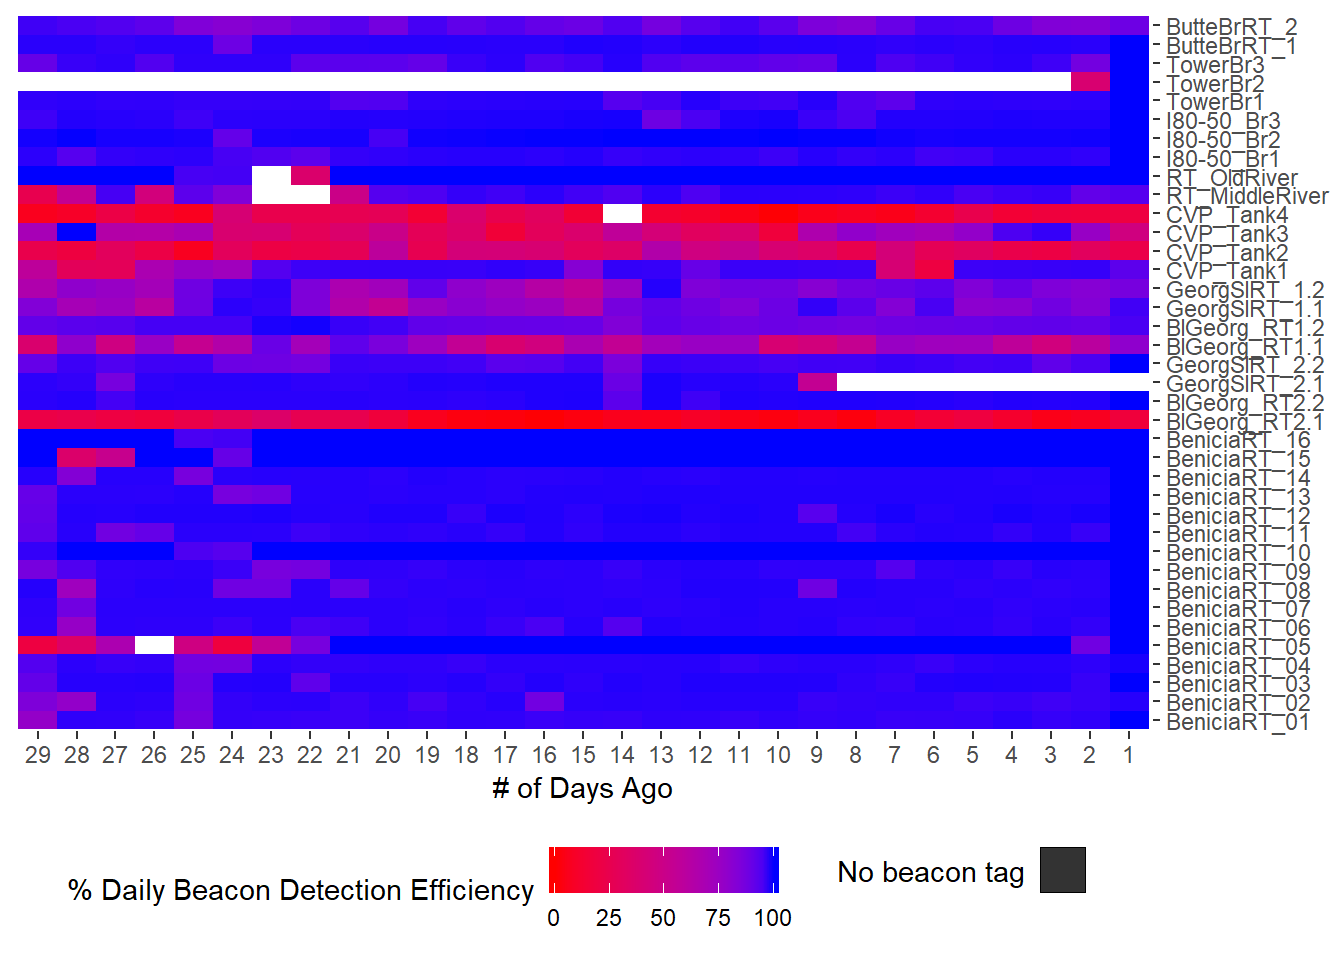 ButteBrRT_2
ButteBrRT_1
TowerBr3
TowerBr2
TowerBr1
I80-50_Br3
I80-50_Br2
I80-50_Br1
RT_OldRiver
RT_MiddleRiver
CVP_Tank4
CVP_Tank3
CVP_Tank2
CVP_Tank1
GeorgSlRT_1.2
GeorgSlRT_1.1
BlGeorg_RT1.2
BlGeorg_RT1.1
GeorgSlRT_2.2
GeorgSlRT_2.1
BlGeorg_RT2.2
BlGeorg_RT2.1
BeniciaRT_16
BeniciaRT_15
BeniciaRT_14
BeniciaRT_13
BeniciaRT_12
BeniciaRT_11
BeniciaRT_10
BeniciaRT_09
BeniciaRT_08
BeniciaRT_07
BeniciaRT_06
BeniciaRT_05
BeniciaRT_04
BeniciaRT_03
BeniciaRT_02
BeniciaRT_01
29 28 27 26 25 24 23 22 21 20 19 18 17 16 15 14 13 12 11 10 9 8 7 6 5 4 3 2 1
# of Days Ago
% Daily Beacon Detection Efficiency
0 25 50 75 100
No beacon tag